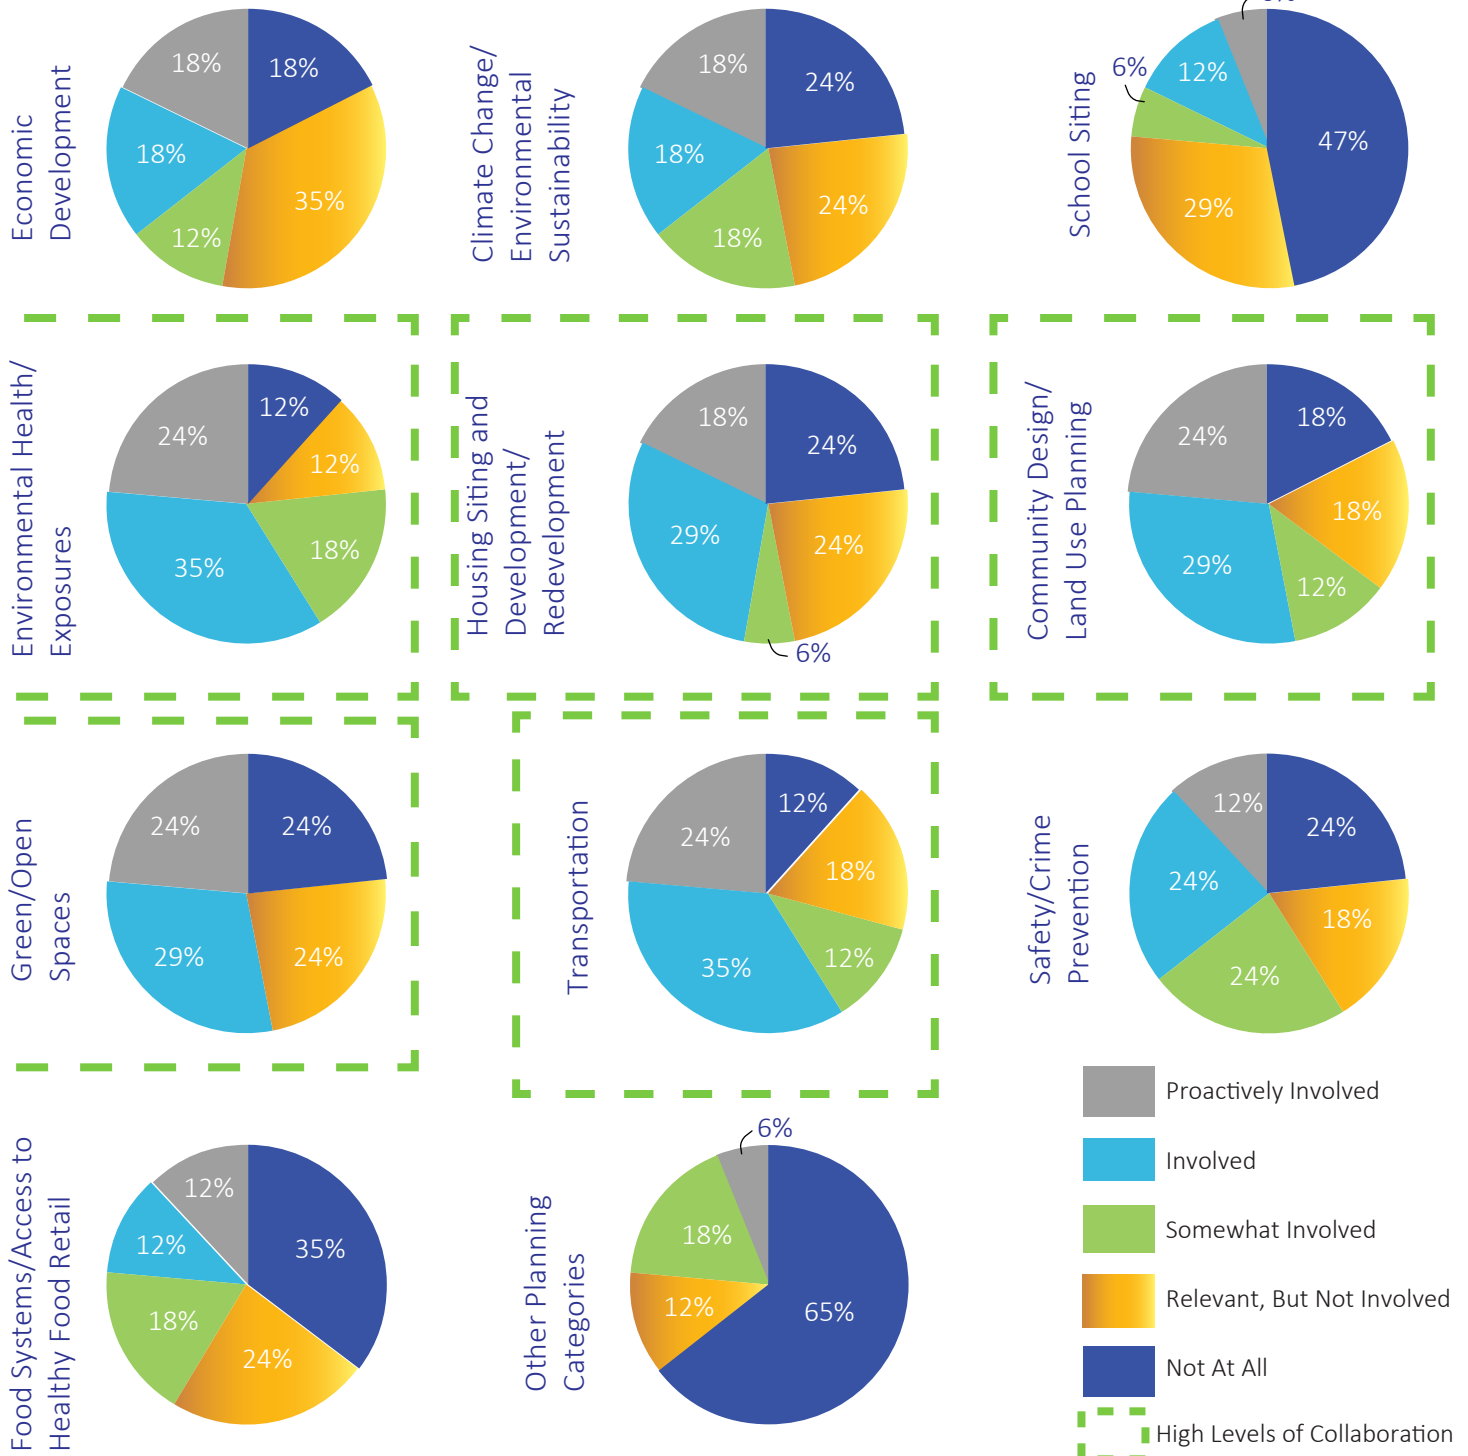 Economic
Development
18%
18%
35%
12%
18%
Climate Change/
Environmental
Sustainability
18%
24%
24%
18%
18%
School Siting
47%
29%
6%
12%
Environmental Health/
Exposures
24%
12%
12%
18%
35%
Housing Siting and
Development/
Redevelopment
18%
24%
24%
6%
29%
Community Design/
Land Use Planning
24%
18%
18%
12%
29%
Green/Open
Spaces
24%
24%
24%
29%
Transportation
24%
12%
18%
12%
35%
Safety/Crime
Prevention
12%
24%
18%
24%
24%
Food Systems/Access to
Healthy Food Retail
12%
35%
24%
18%
12%
Other Planning
Categories
6%
65%
12%
18%
Proactively Involved
Involved
Somewhat Involved
Relevant, But Not Involved
Not At All
High Levels of Collaboration